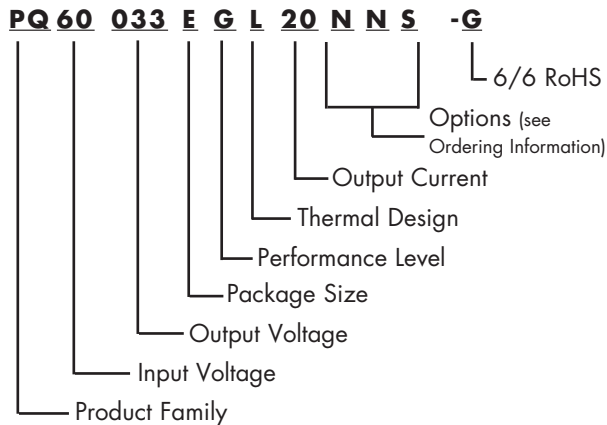 PQ 60 033 E G L 20 N N S -G
6/6 RoHS
Options (see
Ordering Information)
Output Current
Thermal Design
Performance Level
Package Size
Output Voltage
Input Voltage
Product Family